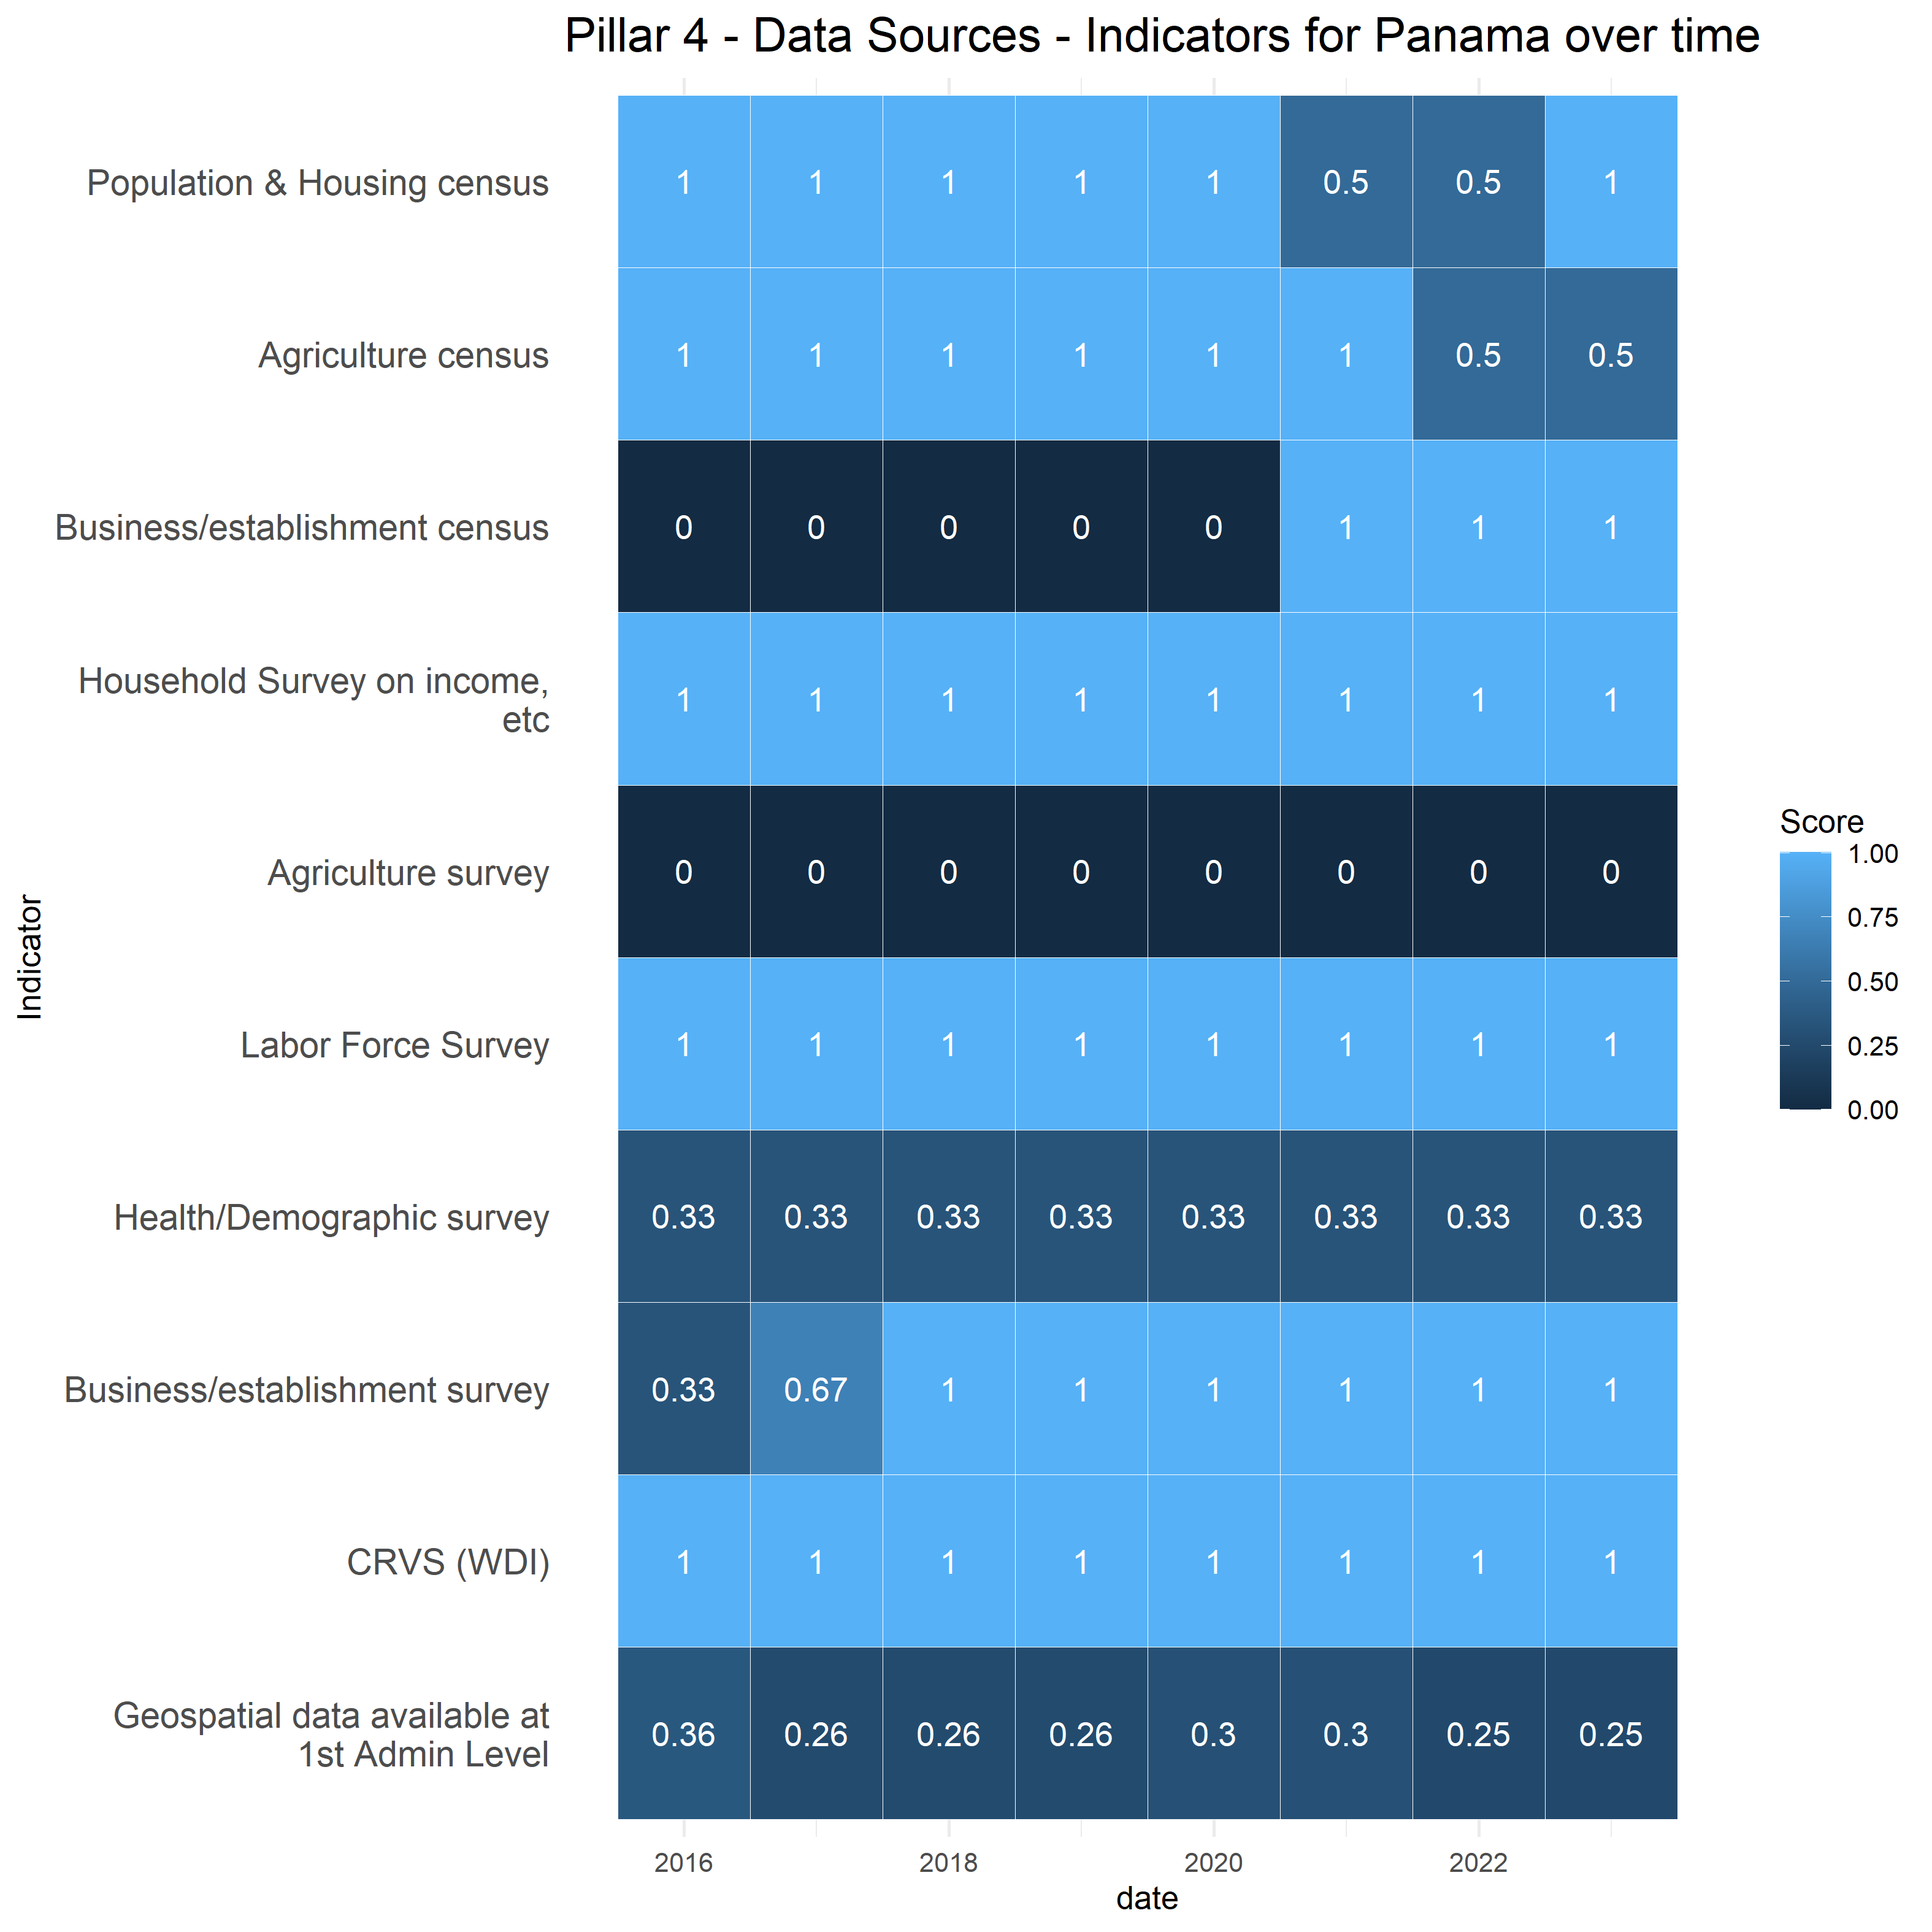 Pillar 4 - Data Sources - Indicators for Panama over time
Indicator
Population & Housing census
1 1 1 1 1 0.5 0.5 1
Agriculture census
1 1 1 1 1 1 0.5 0.5
Business/establishment census
0 0 0 0 0 1 1 1
Household Survey on income,
etc
1 1 1 1 1 1 1 1
Agriculture survey
0 0 0 0 0 0 0 0
Labor Force Survey
1 1 1 1 1 1 1 1
Health/Demographic survey
0.33 0.33 0.33 0.33 0.33 0.33 0.33 0.33
Business/establishment survey
0.33 0.67 1 1 1 1 1 1
CRVS (WDI)
1 1 1 1 1 1 1 1
Geospatial data available at
1st Admin Level
0.36 0.26 0.26 0.26 0.3 0.3 0.25 0.25
2016 2018 2020 2022
date
Score
1.00
0.75
0.50
0.25
0.00